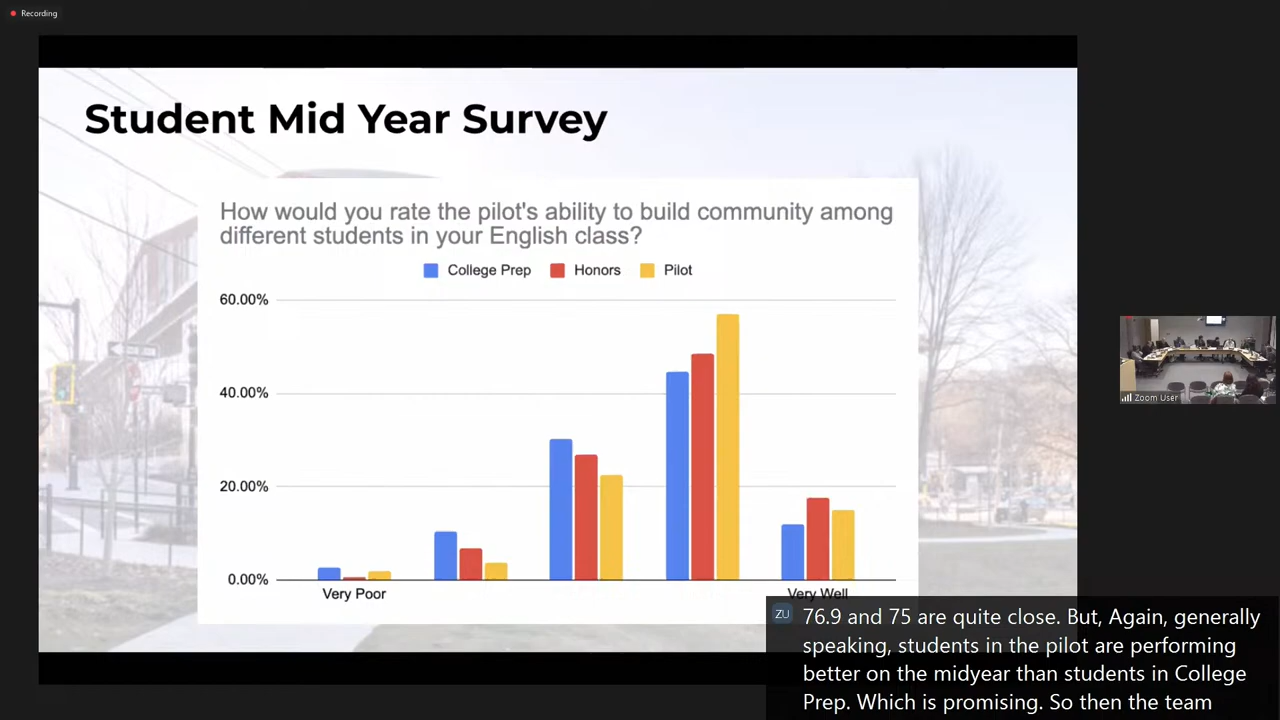 Recording
Student Mid Year Survey
How would you rate the pilot's ability to build community among
different students in your English class?
College Prep
Honors
Pilot
60.00%
40.00%
20.00%
0.00%
Very Poor
Very Well
Zoom User
ZU
76.9 and 75 are quite close. But, Again, generally
speaking, students in the pilot are performing
better on the midyear than students in College
Prep. Which is promising. So then the team